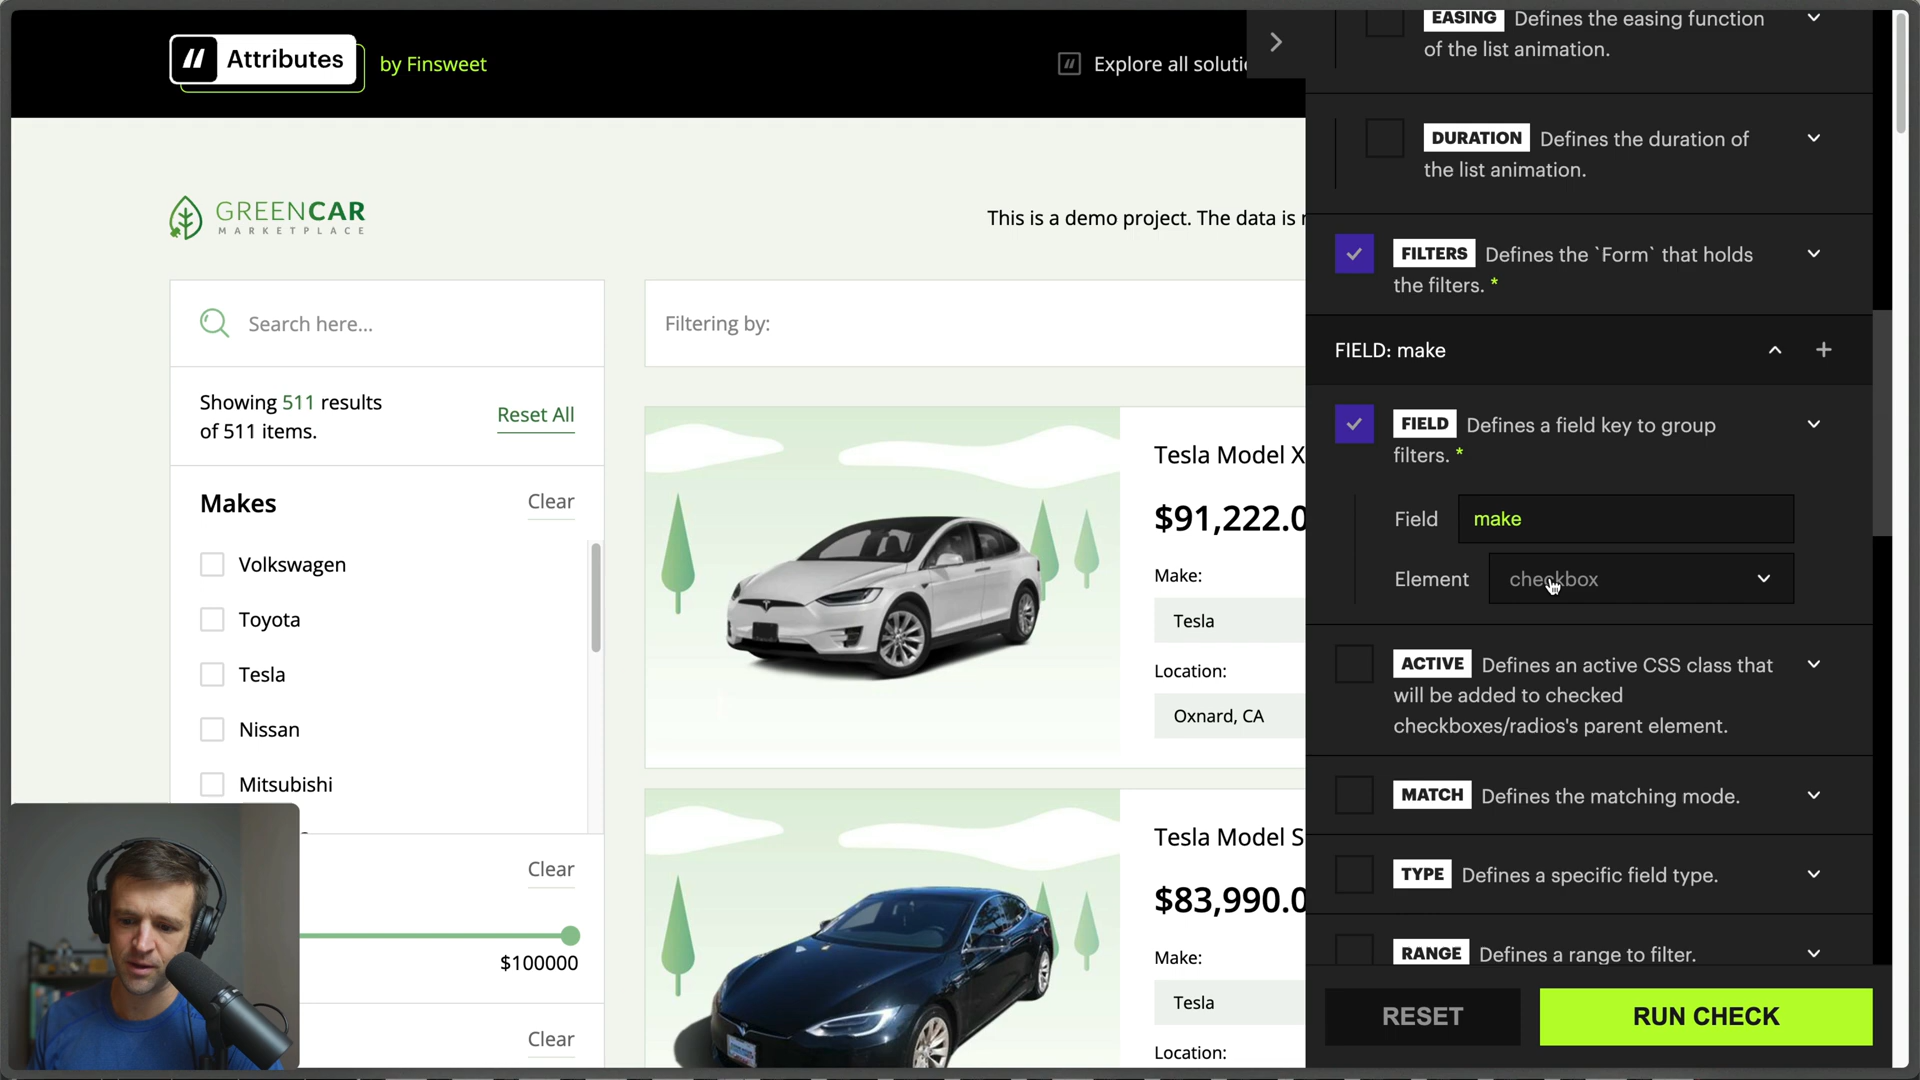 // Attributes
by Finsweet
// Explore all soluti
GREENCAR
MARKETPLACE
This is a demo project. The data is
Search here...
Filtering by:
Showing 511 results
of 511 items.
Reset All
Makes
Clear
Volkswagen
Toyota
Tesla
Nissan
Mitsubishi
Clear
$100000
Clear
Tesla Model X
$91,222.0
Make:
Tesla
Location:
Oxnard, CA
Tesla Model S
$83,990.0
Make:
Tesla
Location:
EASING Defines the easing function
of the list animation.
DURATION Defines the duration of
the list animation.
FILTERS Defines the `Form` that holds
the filters. *
FIELD: make
FIELD Defines a field key to group
filters. *
Field make
Element checkbox
ACTIVE Defines an active CSS class that
will be added to checked
checkboxes/radios's parent element.
MATCH Defines the matching mode.
TYPE Defines a specific field type.
RANGE Defines a range to filter.
RESET
RUN CHECK